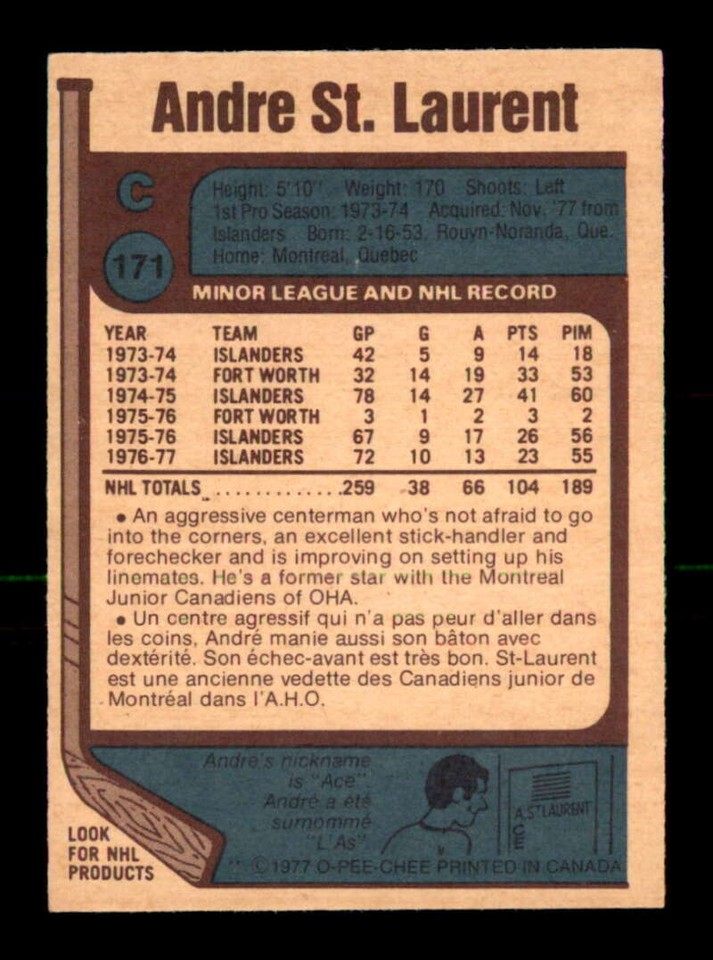 Andre St. Laurent
C
171
Height: 5'10" Weight: 170 Shoots: Left
1st Pro Season: 1973-74 Acquired: Nov. '77 from
Islanders Born: 2-16-53, Rouyn-Noranda, Que.
Home: Montreal, Quebec
MINOR LEAGUE AND NHL RECORD
YEAR TEAM GP G A PTS PIM
1973-74 ISLANDERS 42 5 9 14 18
1973-74 FORT WORTH 32 14 19 33 53
1974-75 ISLANDERS 78 14 27 41 60
1975-76 FORT WORTH 3 1 2 3 2
1975-76 ISLANDERS 67 9 17 26 56
1976-77 ISLANDERS 72 10 13 23 55
NHL TOTALS .............259 38 66 104 189
• An aggressive centerman who's not afraid to go
into the corners, an excellent stick-handler and
forechecker and is improving on setting up his
linemates. He's a former star with the Montreal
Junior Canadiens of OHA.
• Un centre agressif qui n'a pas peur d'aller dans
les coins, André manie aussi son bâton avec
dextérité. Son échec-avant est très bon. St-Laurent
est une ancienne vedette des Canadiens junior de
Montréal dans l'A.H.O.
Andre's nickname
is "Ace"
André a été
surnommé
"L'As"
A. ST LAURENT
ACE
LOOK
FOR NHL
PRODUCTS
©1977 O-PEE-CHEE PRINTED IN CANADA